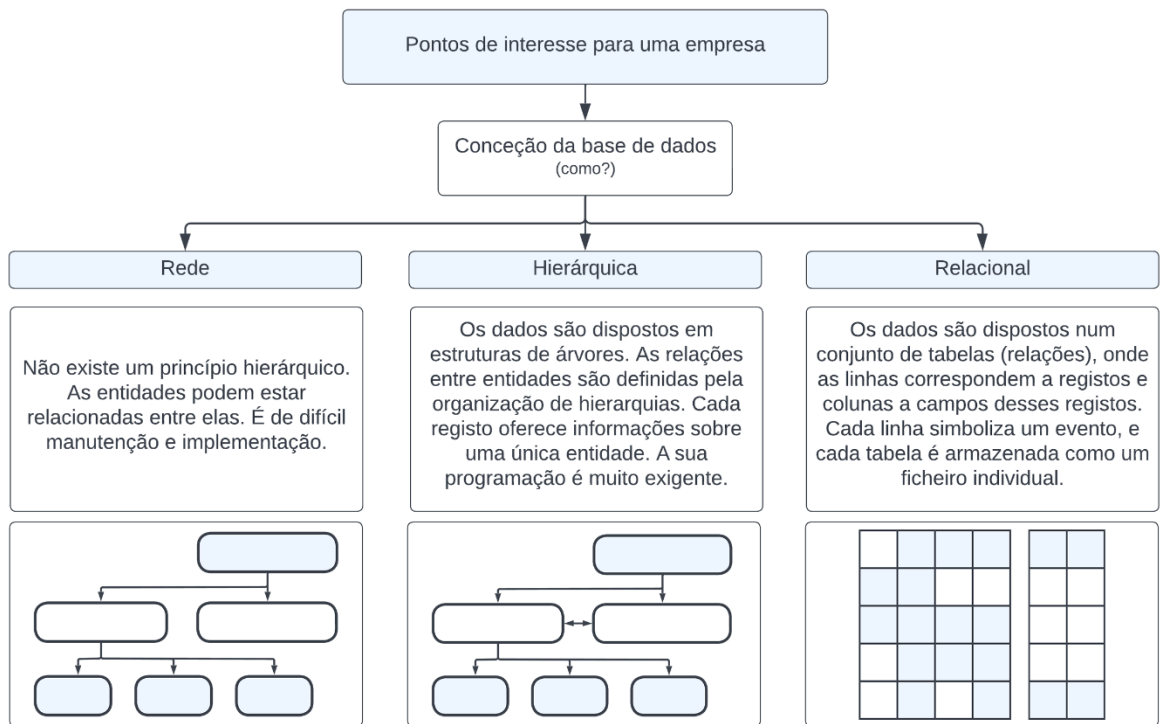 Pontos de interesse para uma empresa
Conceção da base de dados
(como?)
Rede
Hierárquica
Relacional
Não existe um princípio hierárquico.
As entidades podem estar
relacionadas entre elas. É de difícil
manutenção e implementação.
Os dados são dispostos em
estruturas de árvores. As relações
entre entidades são definidas pela
organização de hierarquias. Cada
registo oferece informações sobre
uma única entidade. A sua
programação é muito exigente.
Os dados são dispostos num
conjunto de tabelas (relações), onde
as linhas correspondem a registos e
colunas a campos desses registos.
Cada linha simboliza um evento, e
cada tabela é armazenada como um
ficheiro individual.